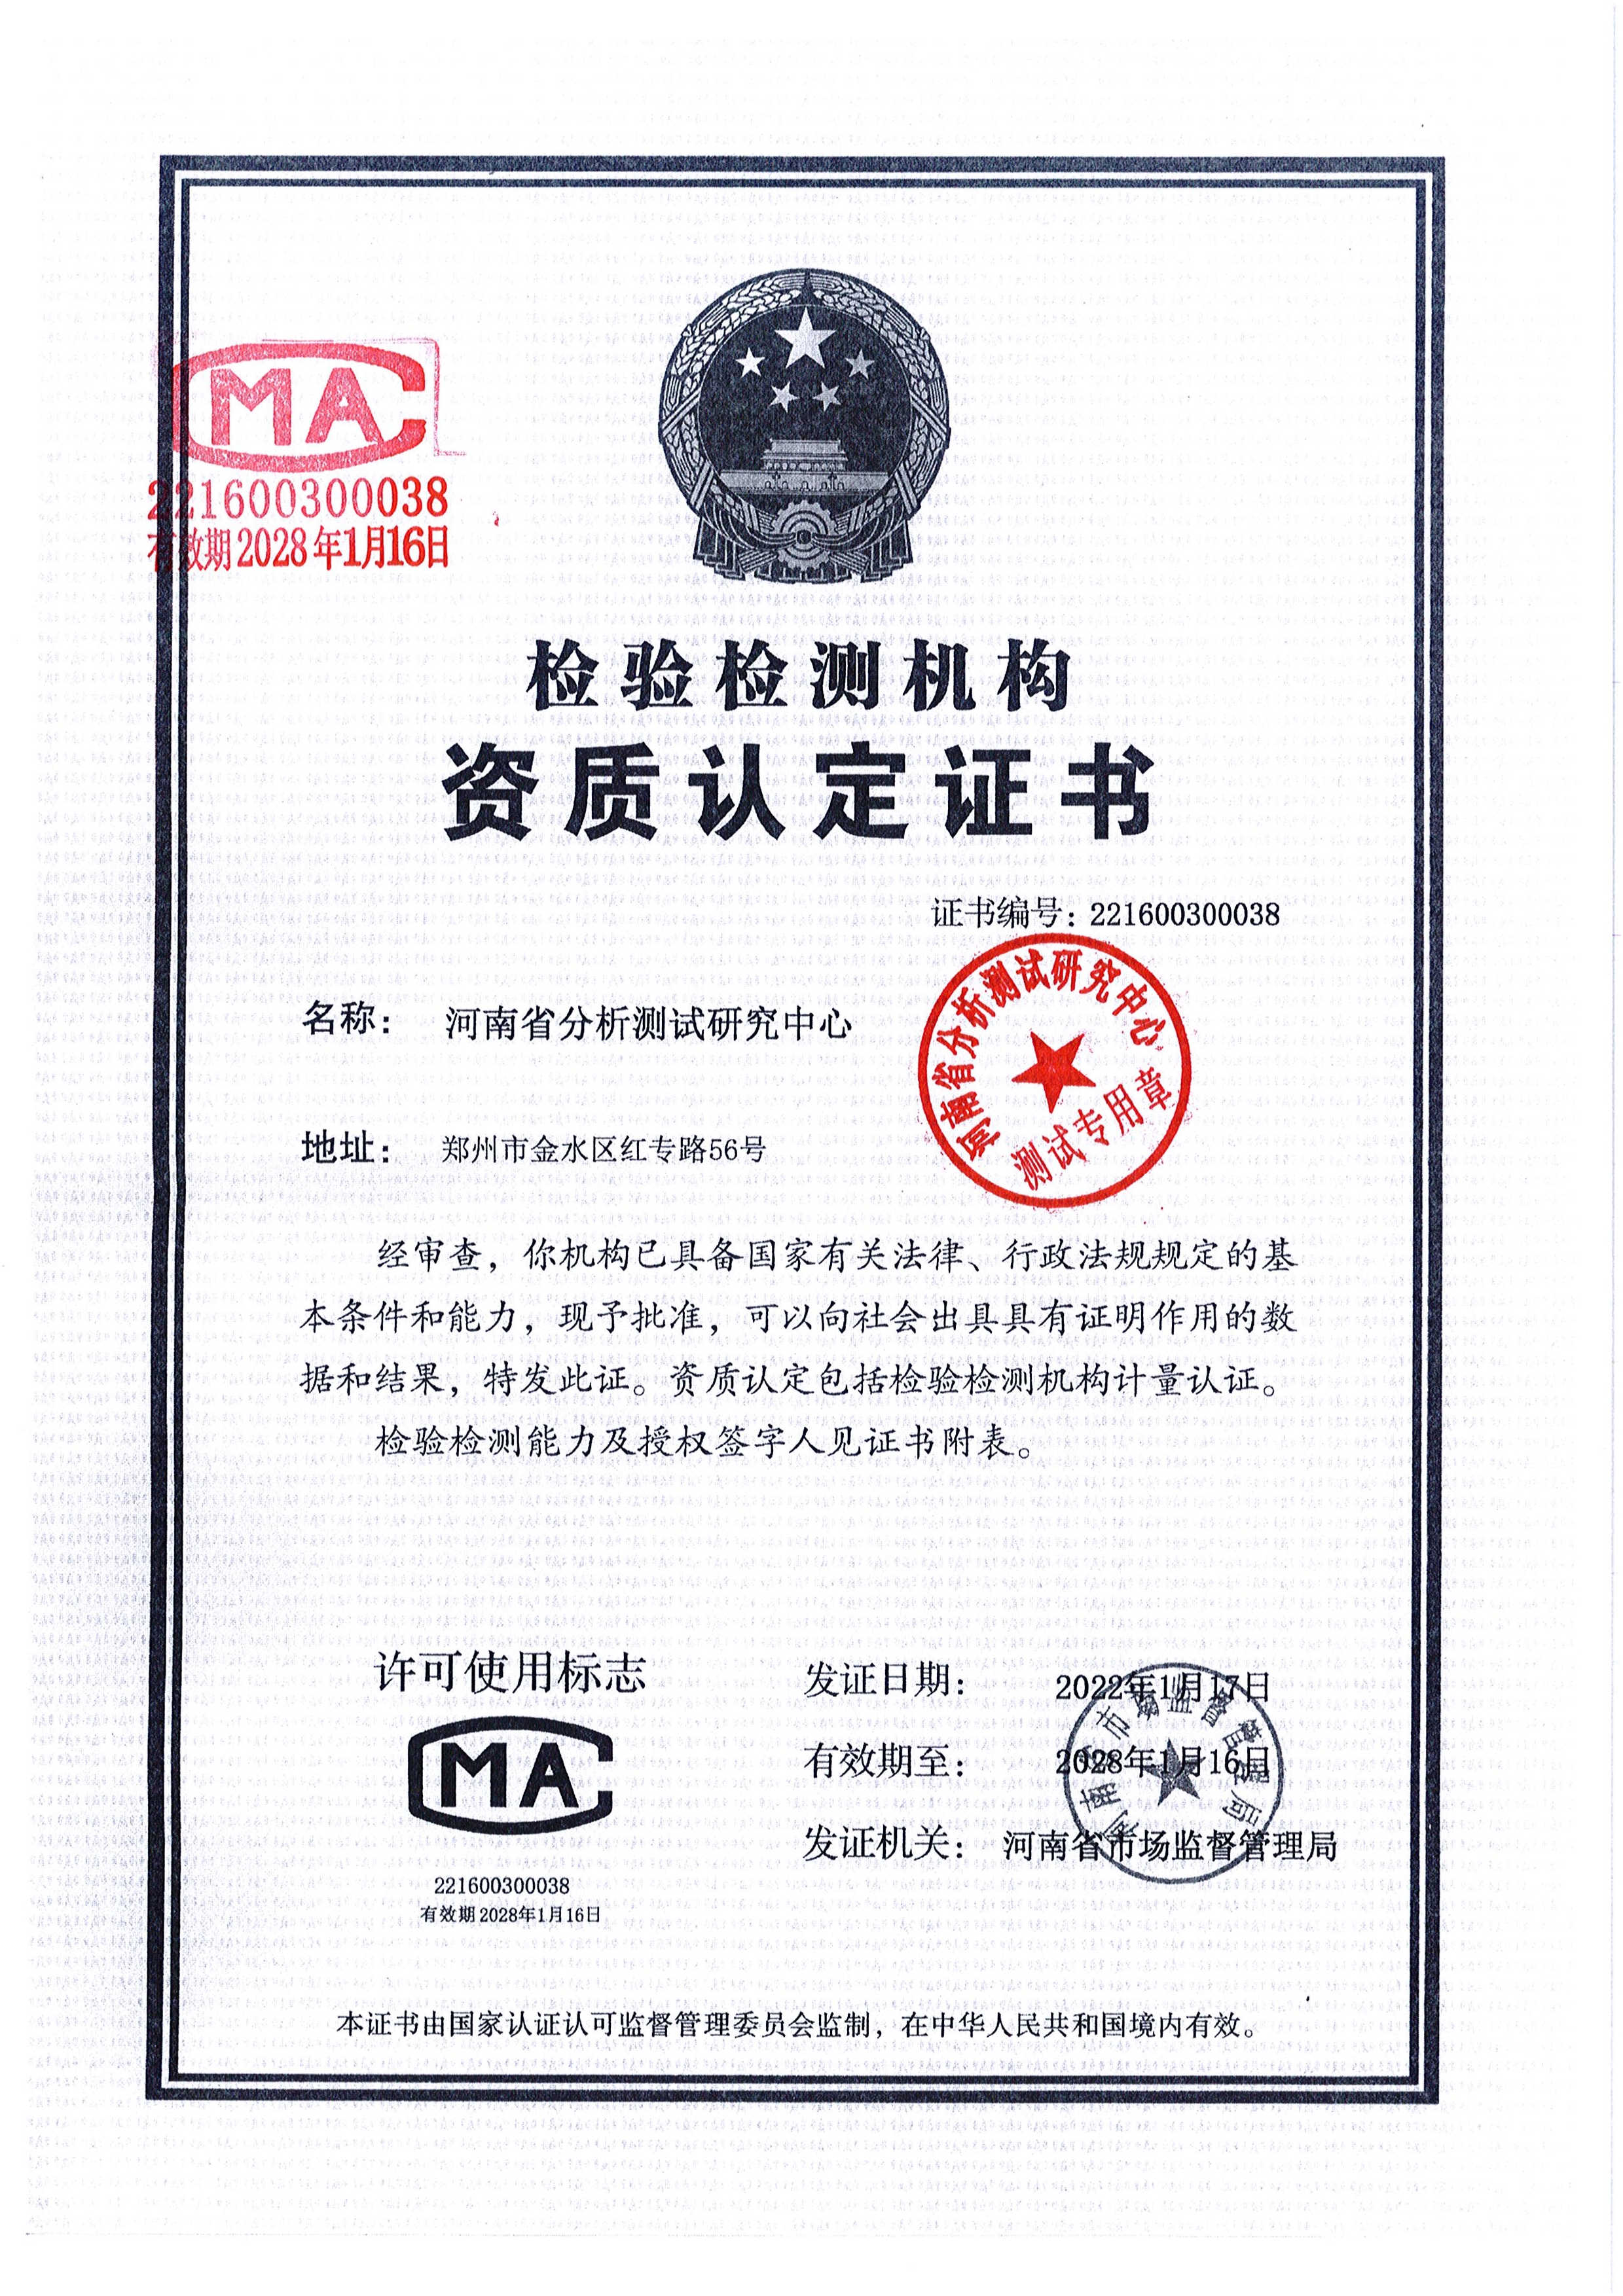 CMA
221600300038
有效期2028年1月16日
检验检测机构
资质认定证书
证书编号：221600300038
名称： 河南省分析测试研究中心
河南省分析测试研究中心
测试专用章
地址： 郑州市金水区红专路56号
经审查，你机构已具备国家有关法律、行政法规规定的基
本条件和能力，现予批准，可以向社会出具具有证明作用的数
据和结果，特发此证。资质认定包括检验检测机构计量认证。
检验检测能力及授权签字人见证书附表。
许可使用标志
CMA
221600300038
有效期2028年1月16日
发证日期： 2022年1月17日
有效期至： 2028年1月16日
发证机关： 河南省市场监督管理局
河南省市场监督管理局
本证书由国家认证认可监督管理委员会监制，在中华人民共和国境内有效。